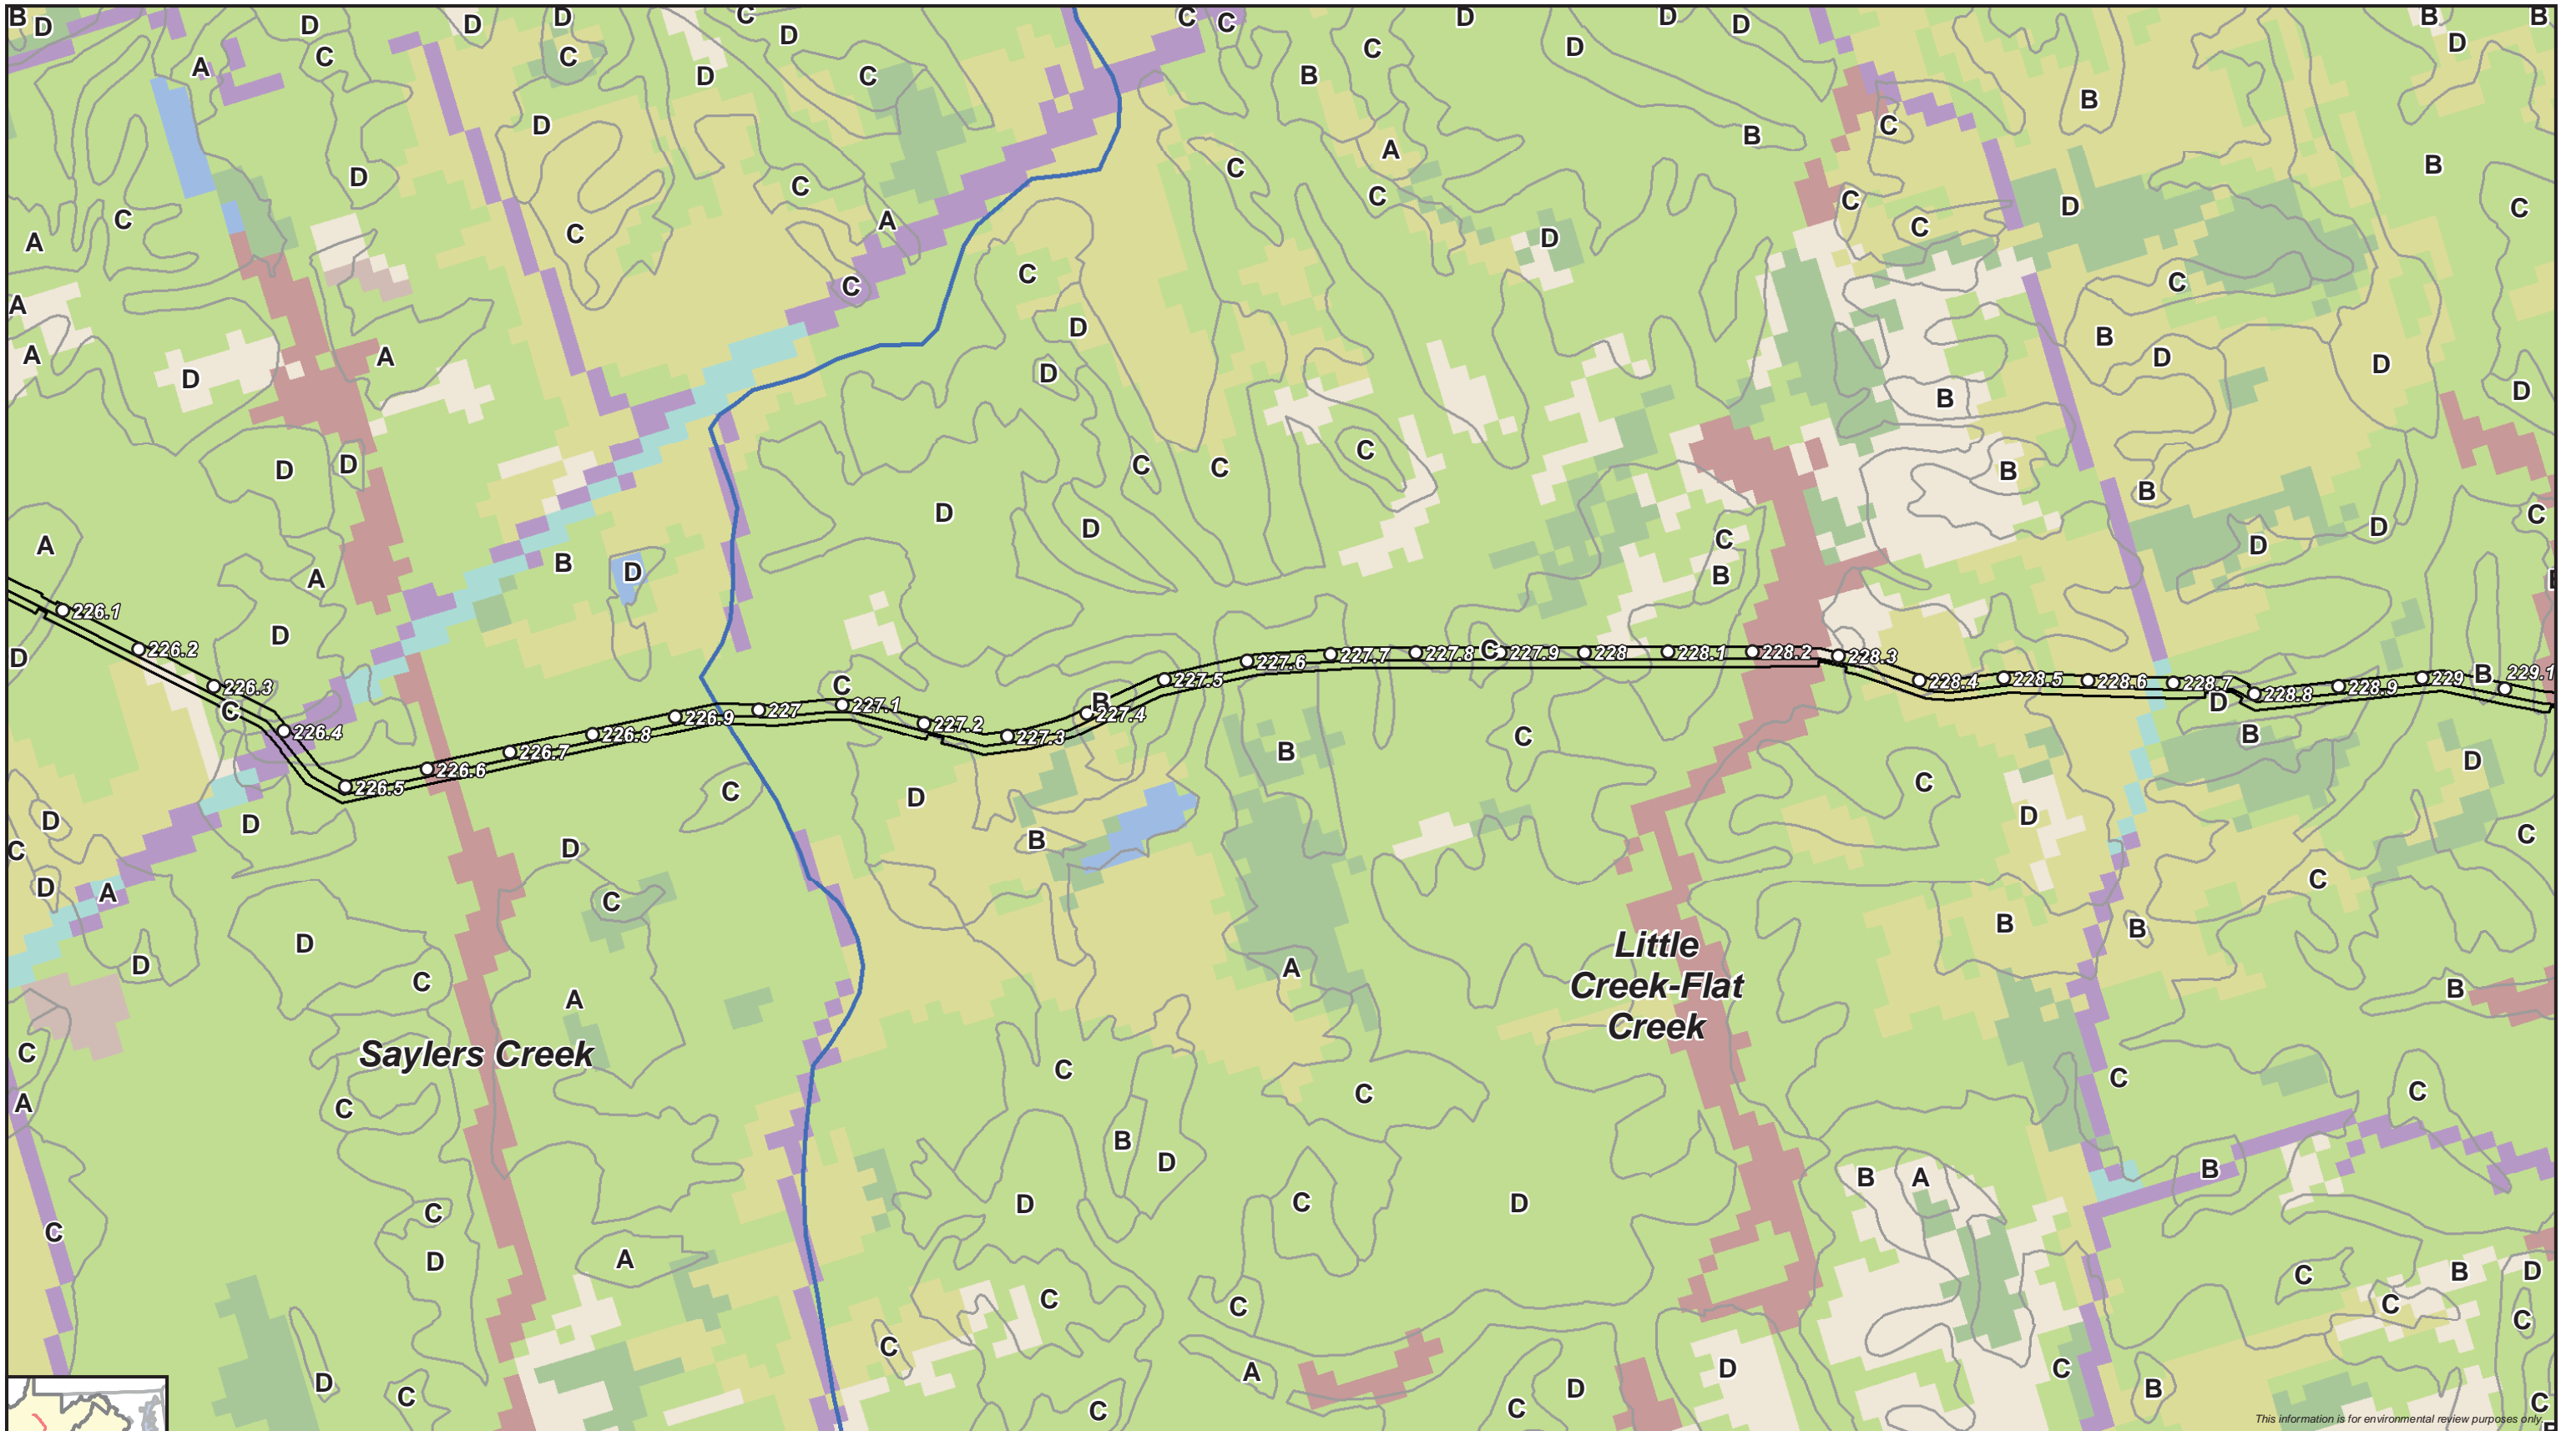 B D D D D C C C D D D B B
D C C D D C D
A D C B
B
D A C B
D C A C B
C C C C C D C
A C C D C
A C C C
A A D B D
D D B D D
D D C C C B B
D D C
A B D C D D
A B
226.1
226.2
D
D
226.3
C
226.4
226.5
226.6
226.7
226.8
226.9
227
C
227.1
227.2
227.3
B
227.4
227.5
227.6
227.7
227.8
C
227.9
228
228.1
228.2
228.3
228.4
228.5
228.6
228.7
D
228.8
228.9
229
B
229.1
C B C B D
C D C
D D D B D C
C D C C
D A B B
D D A
Little
Creek-Flat
Creek
C A B
Saylers Creek
C C C C C
A C B D B
C C D C D B A
D A C C C B D
C C C
D C A D D C B
C C C
This information is for environmental review purposes only.